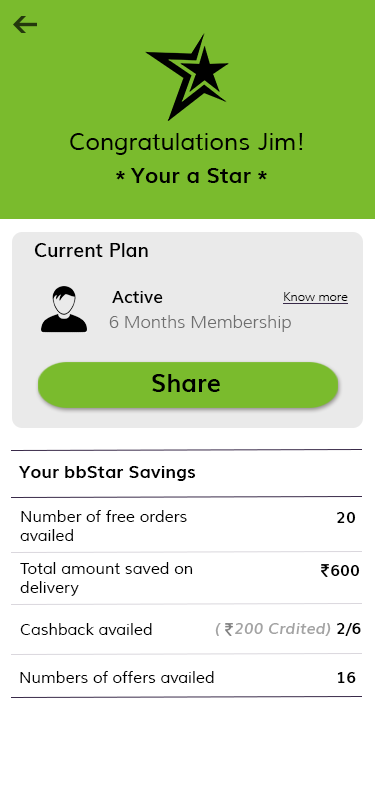 Congratulations Jim!
* Your a Star *
Current Plan
Active
Know more
6 Months Membership
Share
Your bbStar Savings
Number of free orders
availed
20
Total amount saved on
delivery
₹600
Cashback availed
( ₹200 Crdited) 2/6
Numbers of offers availed
16